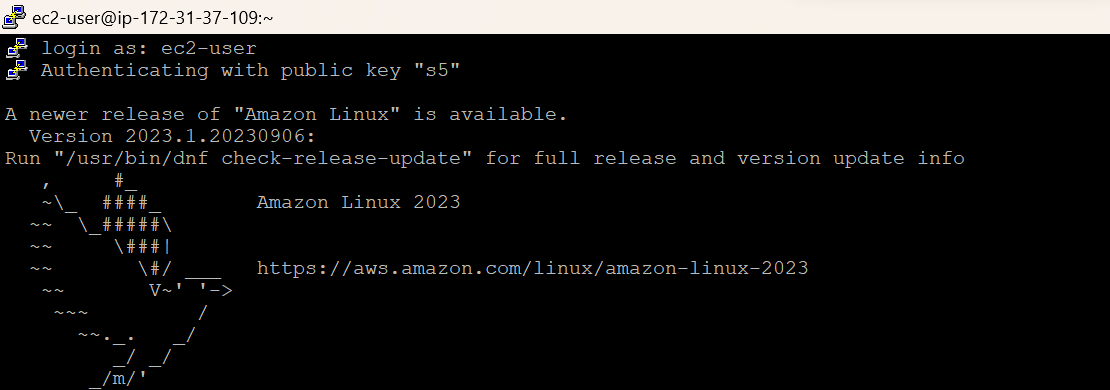 ec2-user@ip-172-31-37-109:~
login as: ec2-user
Authenticating with public key "s5"
A newer release of "Amazon Linux" is available.
  Version 2023.1.20230906:
Run "/usr/bin/dnf check-release-update" for full release and version update info
   ,     #_
   ~\_  ####_        Amazon Linux 2023
  ~~  \_#####\
  ~~     \###|
  ~~       \#/ ___   https://aws.amazon.com/linux/amazon-linux-2023
   ~~       V~' '->
    ~~~         /
      ~~._.   _/
         _/ _/
       _/m/'